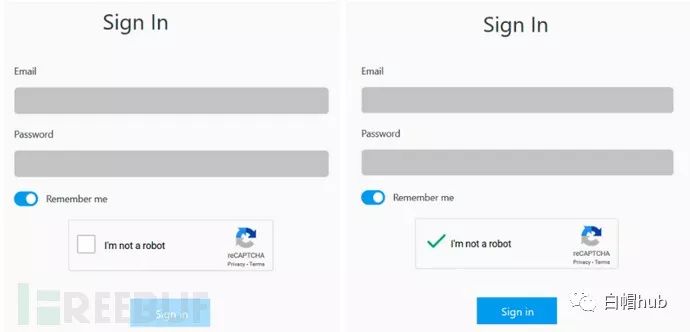 Sign In
Email
Password
Remember me
I'm not a robot
reCAPTCHA
Privacy - Terms
Sign in
FREEBUF
Sign In
Email
Password
Remember me
I'm not a robot
reCAPTCHA
Privacy - Terms
Sign in
白帽hub